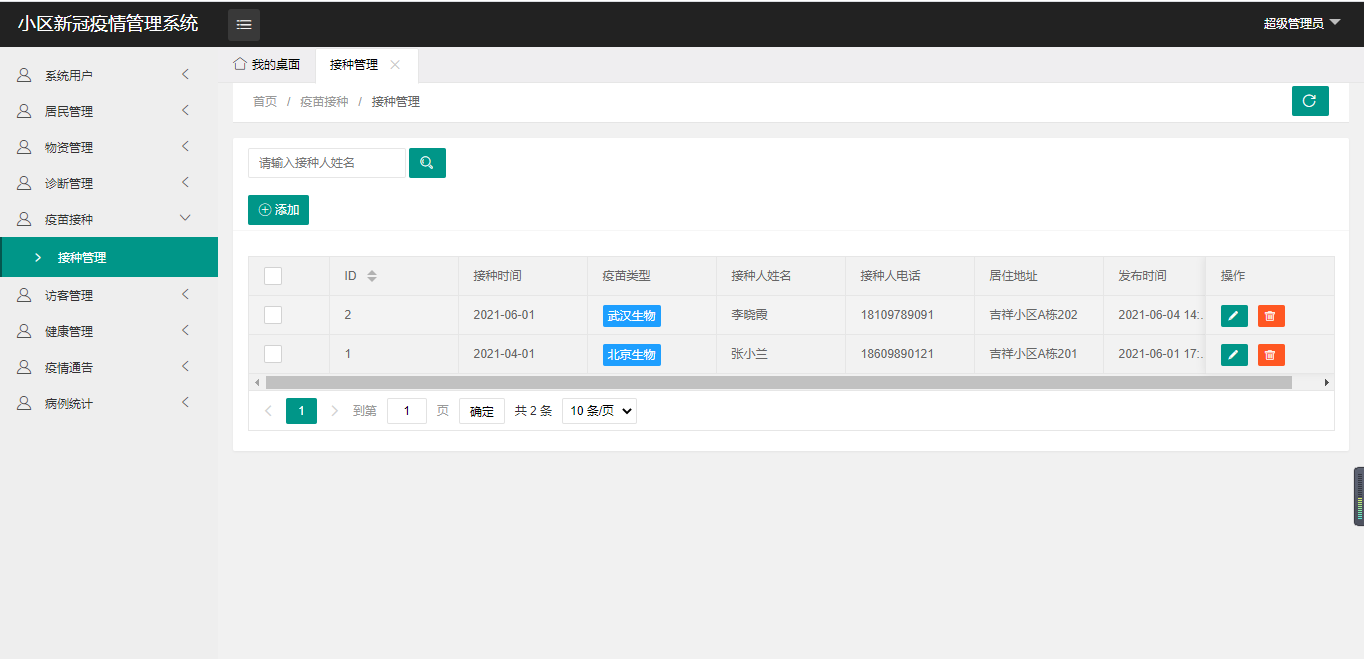 小区新冠疫情管理系统
超级管理员
系统用户
居民管理
物资管理
诊断管理
疫苗接种
接种管理
访客管理
健康管理
疫情通告
病例统计
我的桌面 接种管理
首页 / 疫苗接种 / 接种管理
请输入接种人姓名
添加
ID 接种时间 疫苗类型 接种人姓名 接种人电话 居住地址 发布时间 操作
2 2021-06-01 武汉生物 李晓霞 18109789091 吉祥小区A栋202 2021-06-04 14:..
1 2021-04-01 北京生物 张小兰 18609890121 吉祥小区A栋201 2021-06-01 17:..
1 到第 1 页 确定 共 2 条 10 条/页